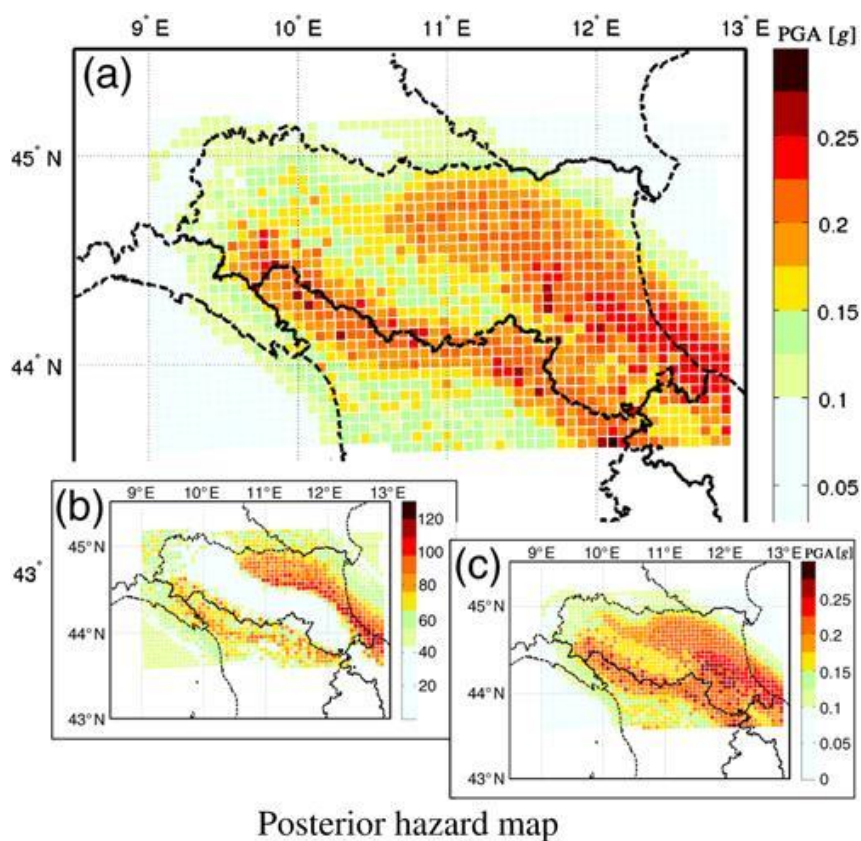 9° E 10° E 11° E 12° E 13° E PGA [g]
(a)
45° N
44° N
43°
0.25
0.2
0.15
0.1
0.05
(b)
9°E 10°E 11°E 12°E 13°E
45°N
44°N
43°N
120
100
80
60
40
20
(c)
9°E 10°E 11°E 12°E 13°E PGA [g]
45°N
44°N
43°N
0.25
0.2
0.15
0.1
0.05
0
Posterior hazard map